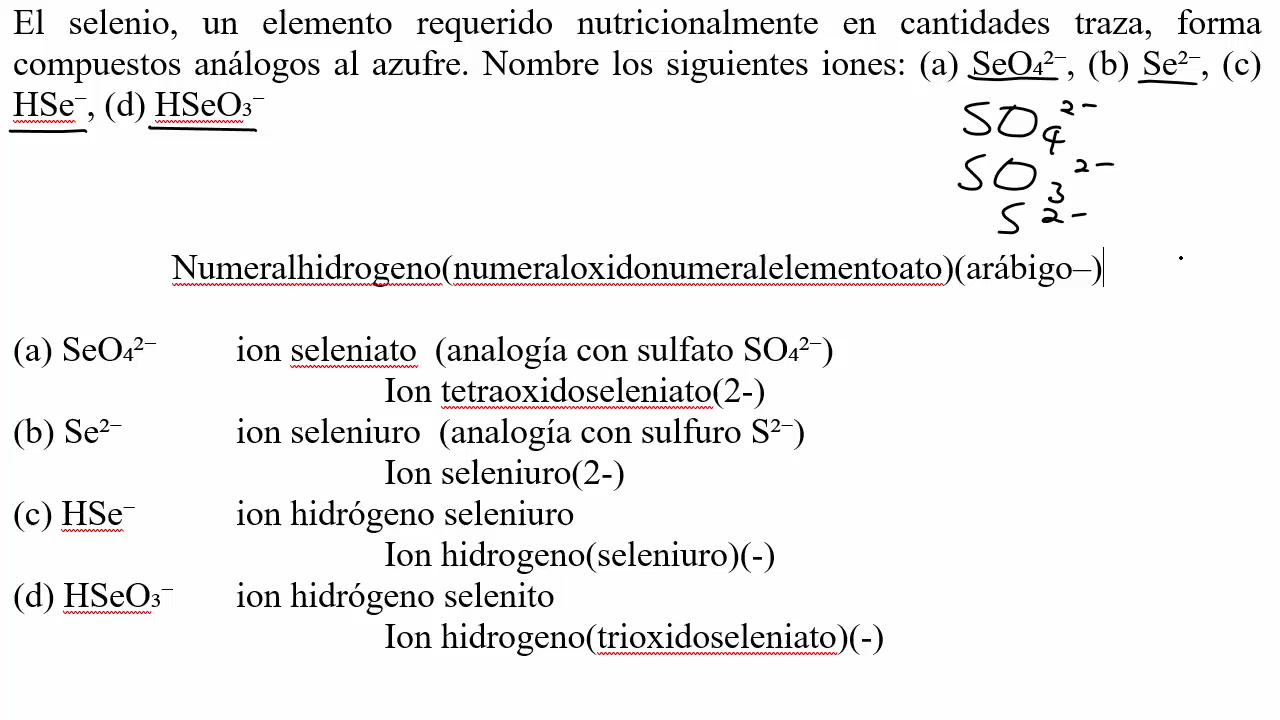 El selenio, un elemento requerido nutricionalmente en cantidades traza, forma
compuestos análogos al azufre. Nombre los siguientes iones: (a) SeO₄²⁻, (b) Se²⁻, (c)
HSe⁻, (d) HSeO₃⁻
SO₄²⁻
SO₃²⁻
S²⁻
Numeralhidrogeno(numeraloxidonumeralelementoato)(arábigo–)
(a) SeO₄²⁻ ion seleniato (analogía con sulfato SO₄²⁻)
Ion tetraoxidoseleniato(2-)
(b) Se²⁻ ion seleniuro (analogía con sulfuro S²⁻)
Ion seleniuro(2-)
(c) HSe⁻ ion hidrógeno seleniuro
Ion hidrogeno(seleniuro)(-)
(d) HSeO₃⁻ ion hidrógeno selenito
Ion hidrogeno(trioxidoseleniato)(-)